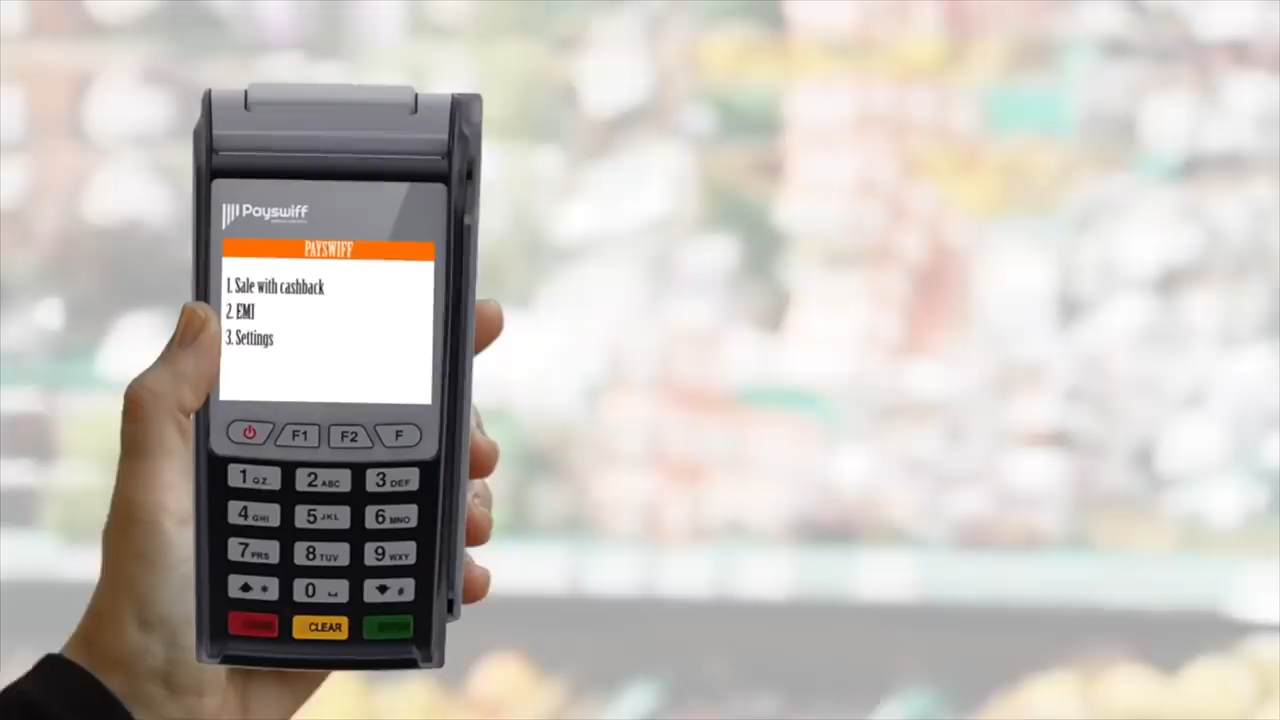 Payswiff
PAYSWIFF
1. Sale with cashback
2. EMI
3. Settings
F1 F2 F
1 QZ. 2 ABC 3 DEF
4 GHI 5 JKL 6 MNO
7 PRS 8 TUV 9 WXY
* 0 #
CLEAR